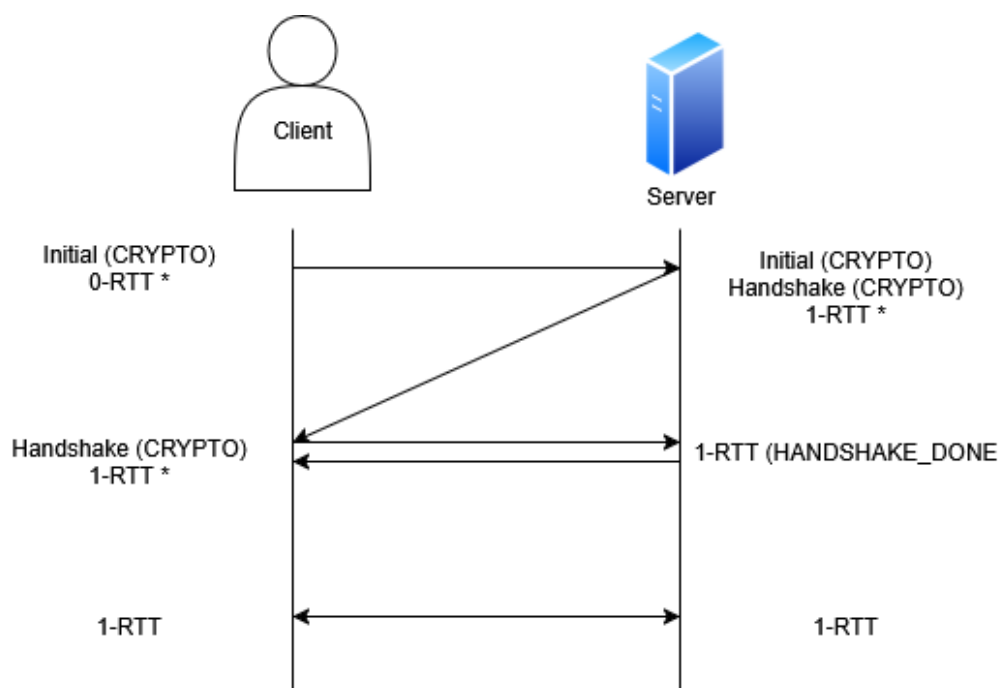 Client
Server
Initial (CRYPTO)
0-RTT *
Initial (CRYPTO)
Handshake (CRYPTO)
1-RTT *
Handshake (CRYPTO)
1-RTT *
1-RTT (HANDSHAKE_DONE
1-RTT
1-RTT